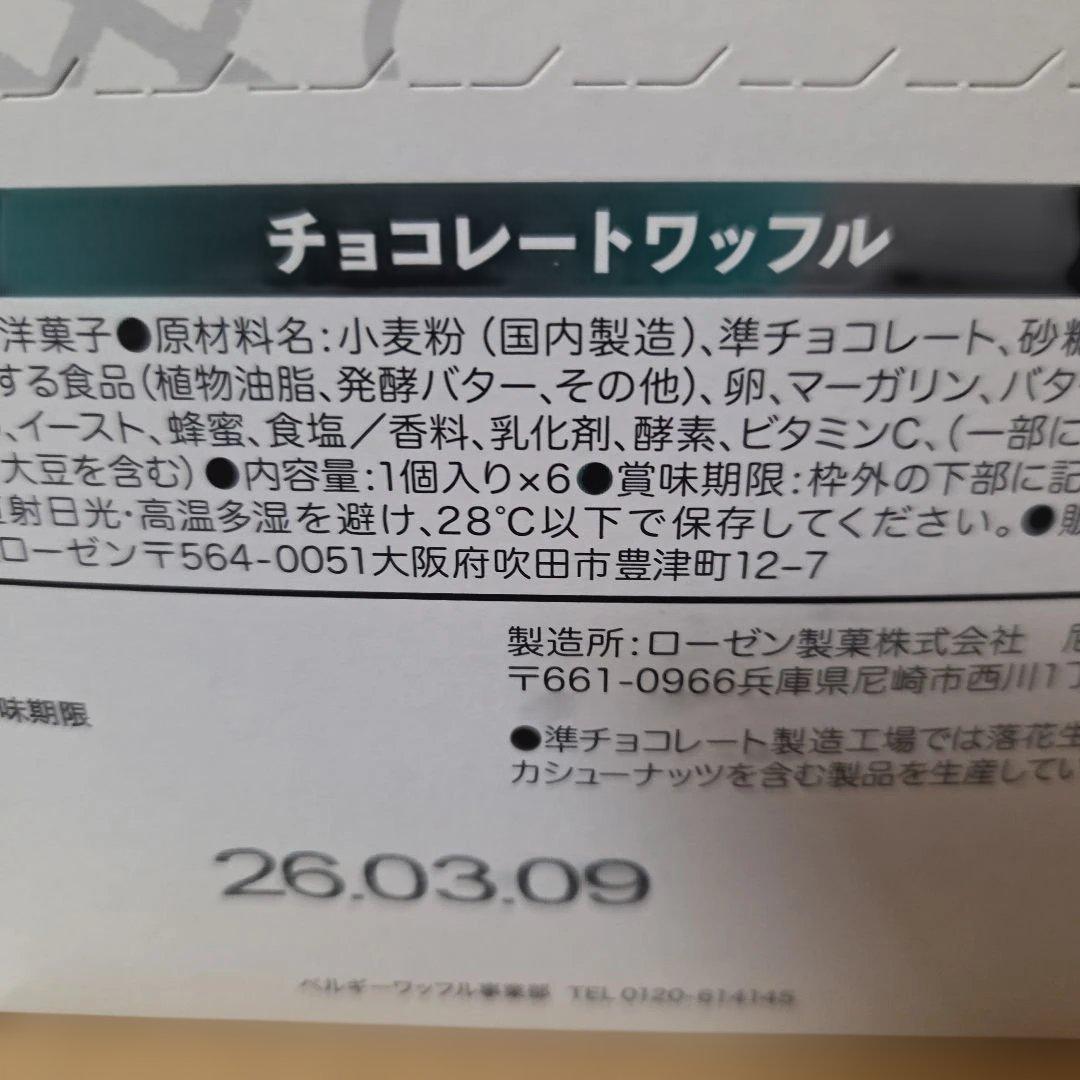 チョコレートワッフル
洋菓子●原材料名:小麦粉(国内製造)、準チョコレート、砂糖
する食品(植物油脂、発酵バター、その他)、卵、マーガリン、バタ
、イースト、蜂蜜、食塩/香料、乳化剤、酵素、ビタミンC、(一部に
大豆を含む)●内容量:1個入り×6●賞味期限:枠外の下部に記
射日光・高温多湿を避け、28℃以下で保存してください。●販
ローゼン〒564-0051大阪府吹田市豊津町12-7
製造所:ローゼン製菓株式会社
〒661-0966兵庫県尼崎市西川1丁
味期限
●準チョコレート製造工場では落花生
カシューナッツを含む製品を生産してい
26.03.09
ベルギーワッフル事業部 TEL 0120-614145